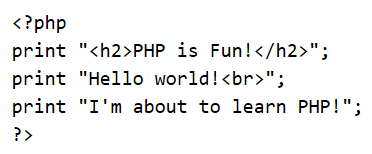 <?php
print "<h2>PHP is Fun!</h2>";
print "Hello world!<br>";
print "I'm about to learn PHP!";
?>